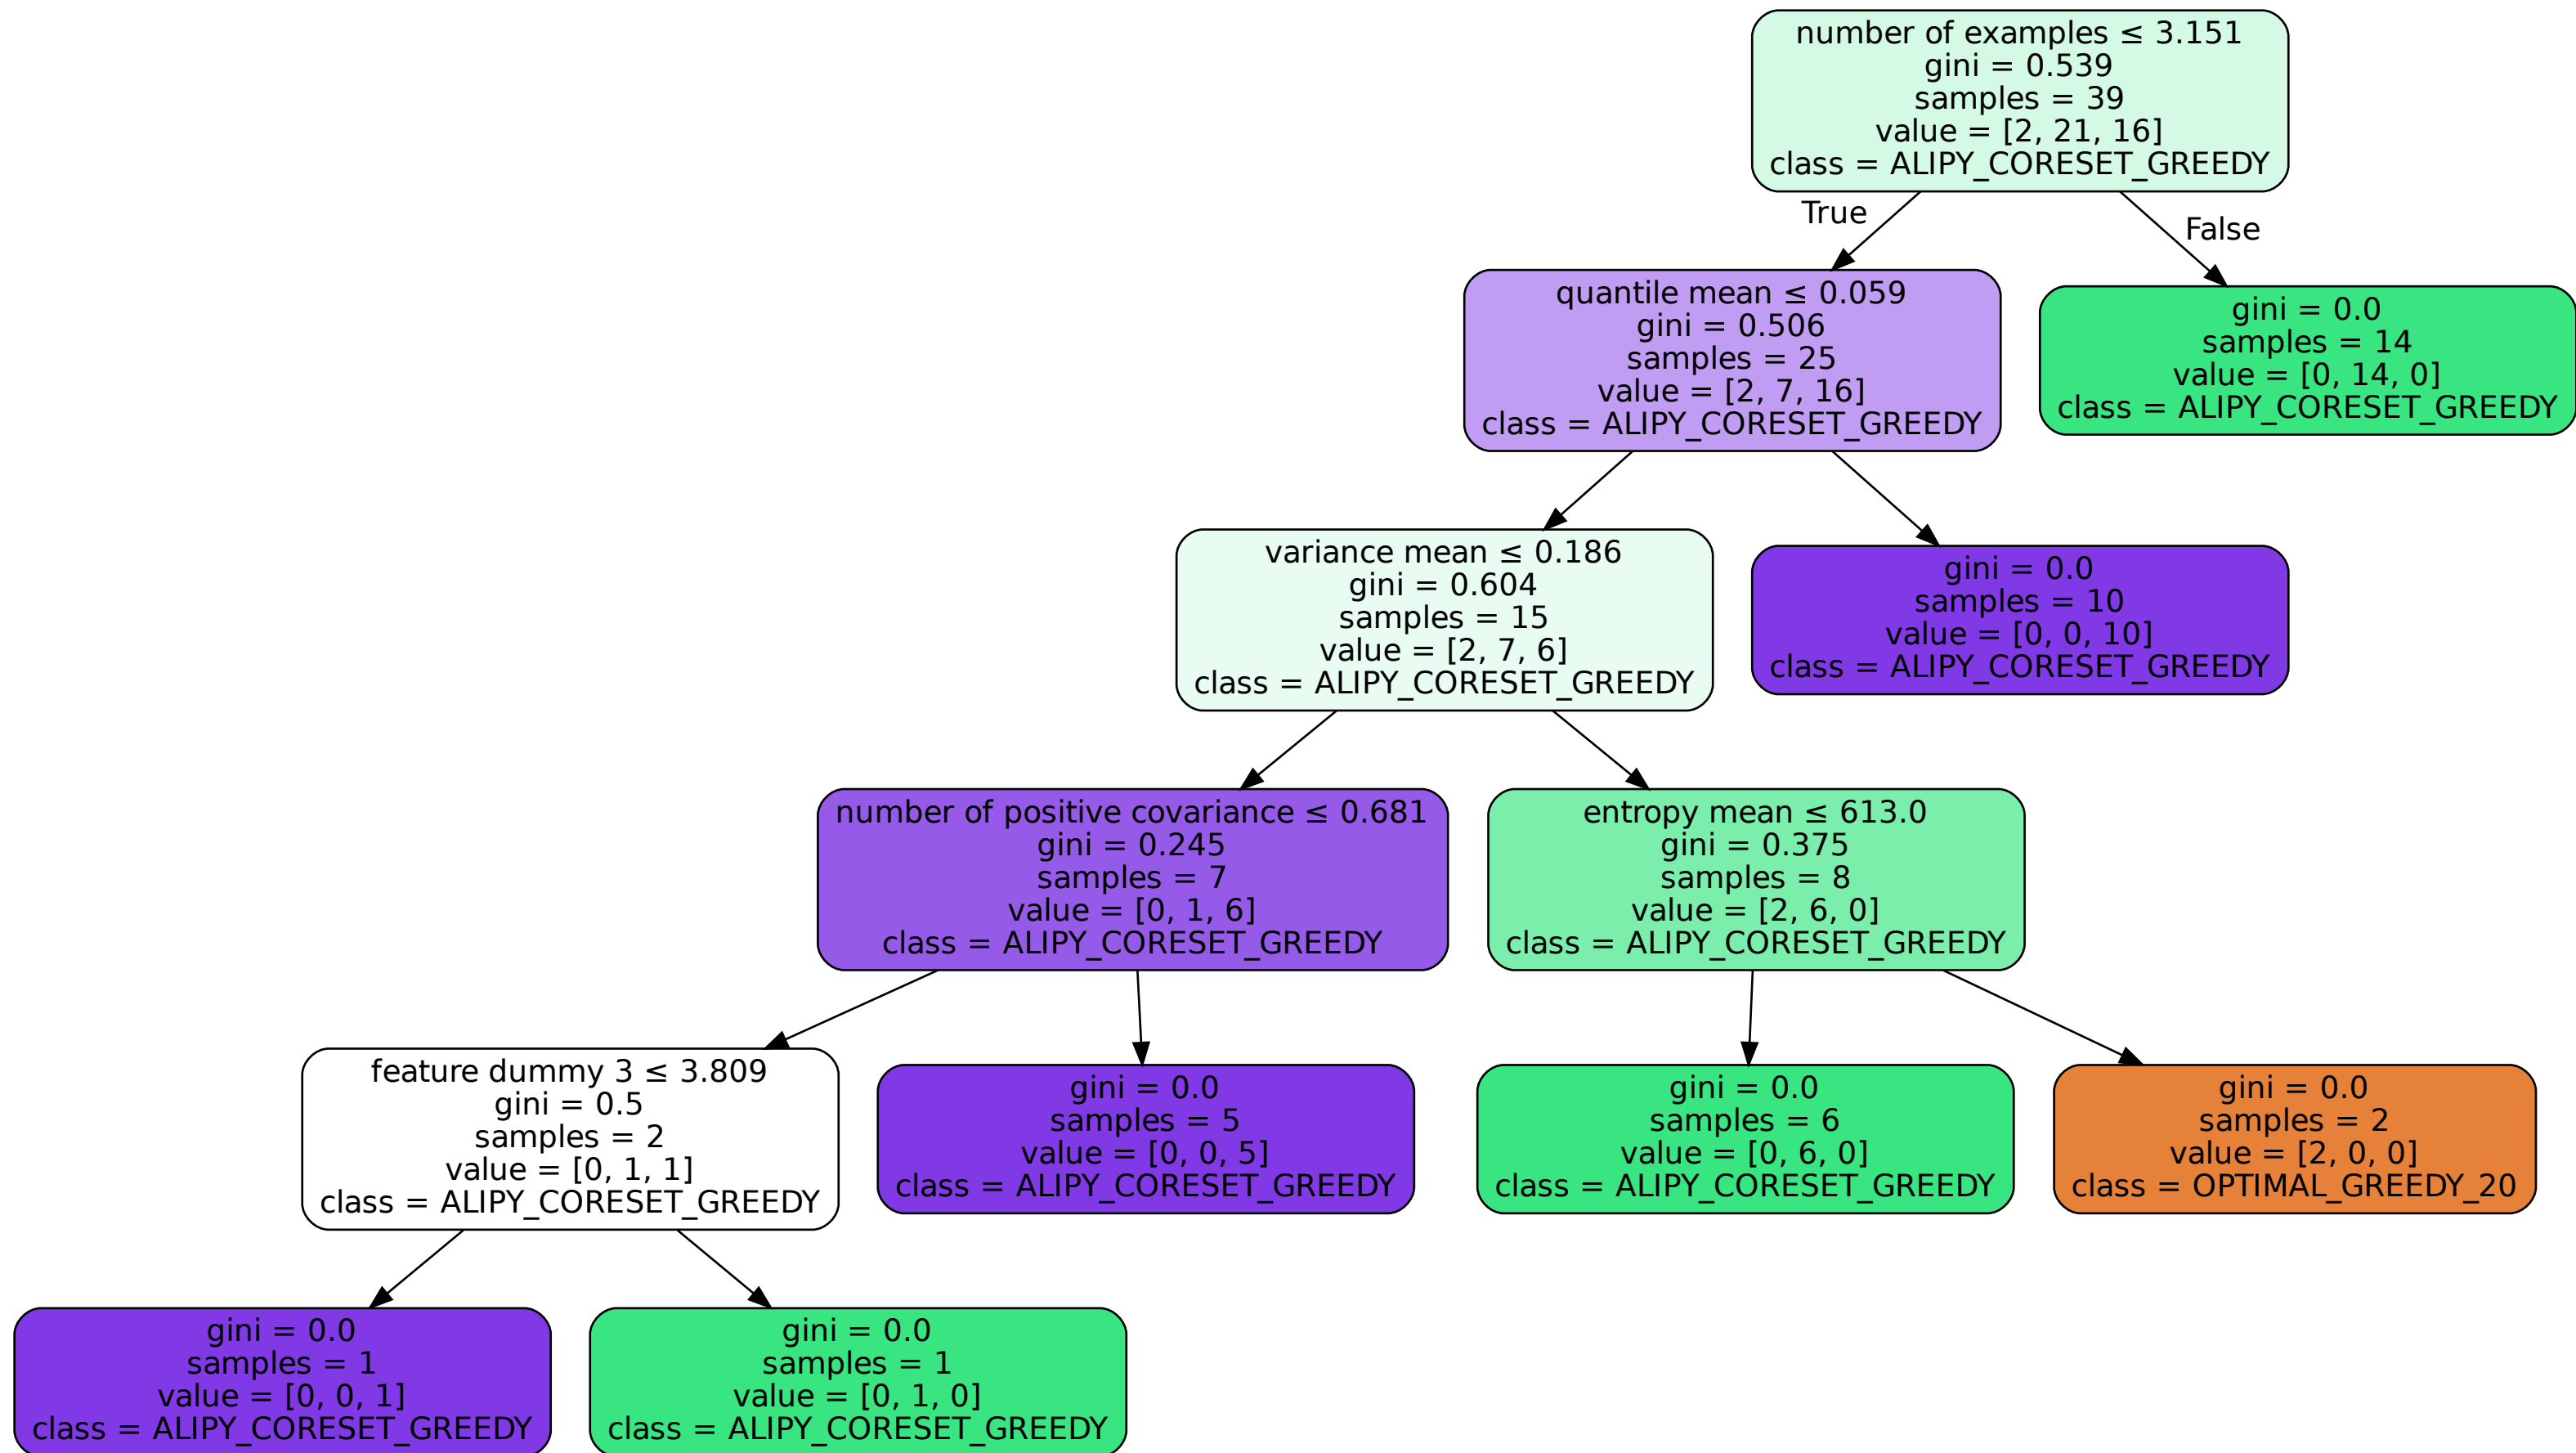 number of examples ≤ 3.151
gini = 0.539
samples = 39
value = [2, 21, 16]
class = ALIPY_CORESET_GREEDY
True
False
quantile mean ≤ 0.059
gini = 0.506
samples = 25
value = [2, 7, 16]
class = ALIPY_CORESET_GREEDY
gini = 0.0
samples = 14
value = [0, 14, 0]
class = ALIPY_CORESET_GREEDY
variance mean ≤ 0.186
gini = 0.604
samples = 15
value = [2, 7, 6]
class = ALIPY_CORESET_GREEDY
gini = 0.0
samples = 10
value = [0, 0, 10]
class = ALIPY_CORESET_GREEDY
number of positive covariance ≤ 0.681
gini = 0.245
samples = 7
value = [0, 1, 6]
class = ALIPY_CORESET_GREEDY
entropy mean ≤ 613.0
gini = 0.375
samples = 8
value = [2, 6, 0]
class = ALIPY_CORESET_GREEDY
feature dummy 3 ≤ 3.809
gini = 0.5
samples = 2
value = [0, 1, 1]
class = ALIPY_CORESET_GREEDY
gini = 0.0
samples = 5
value = [0, 0, 5]
class = ALIPY_CORESET_GREEDY
gini = 0.0
samples = 6
value = [0, 6, 0]
class = ALIPY_CORESET_GREEDY
gini = 0.0
samples = 2
value = [2, 0, 0]
class = OPTIMAL_GREEDY_20
gini = 0.0
samples = 1
value = [0, 0, 1]
class = ALIPY_CORESET_GREEDY
gini = 0.0
samples = 1
value = [0, 1, 0]
class = ALIPY_CORESET_GREEDY